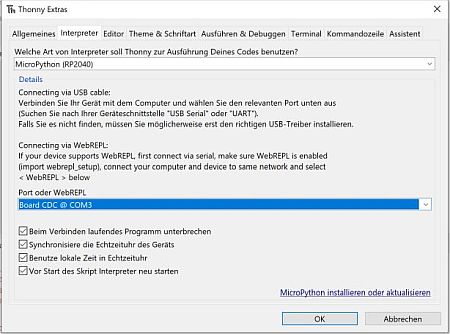 Thonny Extras
Allgemeines Interpreter Editor Theme & Schriftart Ausführen & Debuggen Terminal Kommandozeile Assistent
Welche Art von Interpreter soll Thonny zur Ausführung Deines Codes benutzen?
MicroPython (RP2040)
Details
Connecting via USB cable:
Verbinden Sie Ihr Gerät mit dem Computer und wählen Sie den relevanten Port unten aus
(Suchen Sie nach Ihrer Geräteschnittstelle "USB Serial" oder "UART").
Falls Sie es nicht finden, müssen Sie möglicherweise erst den richtigen USB-Treiber installieren.
Connecting via WebREPL:
If your device supports WebREPL, first connect via serial, make sure WebREPL is enabled
(import webrepl_setup), connect your computer and device to same network and select
< WebREPL > below
Port oder WebREPL
Board CDC @ COM3
Beim Verbinden laufendes Programm unterbrechen
Synchronisiere die Echtzeituhr des Geräts
Benutze lokale Zeit in Echtzeituhr
Vor Start des Skript Interpreter neu starten
MicroPython installieren oder aktualisieren
OK Abbrechen